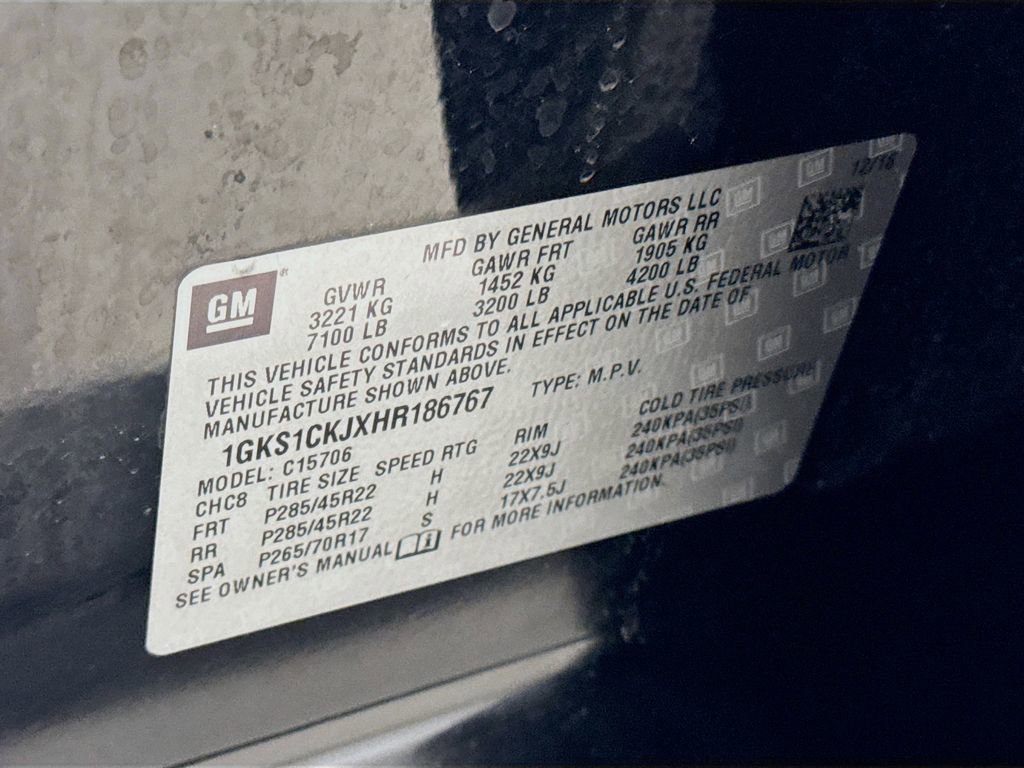 12/16
MFD BY GENERAL MOTORS LLC
GM
GVWR GAWR FRT GAWR RR
3221 KG 1452 KG 1905 KG
7100 LB 3200 LB 4200 LB
THIS VEHICLE CONFORMS TO ALL APPLICABLE U.S. FEDERAL MOTOR
VEHICLE SAFETY STANDARDS IN EFFECT ON THE DATE OF
MANUFACTURE SHOWN ABOVE.
1GKS1CKJXHR186767 TYPE: M.P.V.
MODEL: C15706
CHC8 TIRE SIZE SPEED RTG RIM COLD TIRE PRESSURE
FRT P285/45R22 H 22X9J 240KPA(35PSI)
RR P285/45R22 H 22X9J 240KPA(35PSI)
SPA P265/70R17 S 17X7.5J 240KPA(35PSI)
SEE OWNER'S MANUAL FOR MORE INFORMATION.